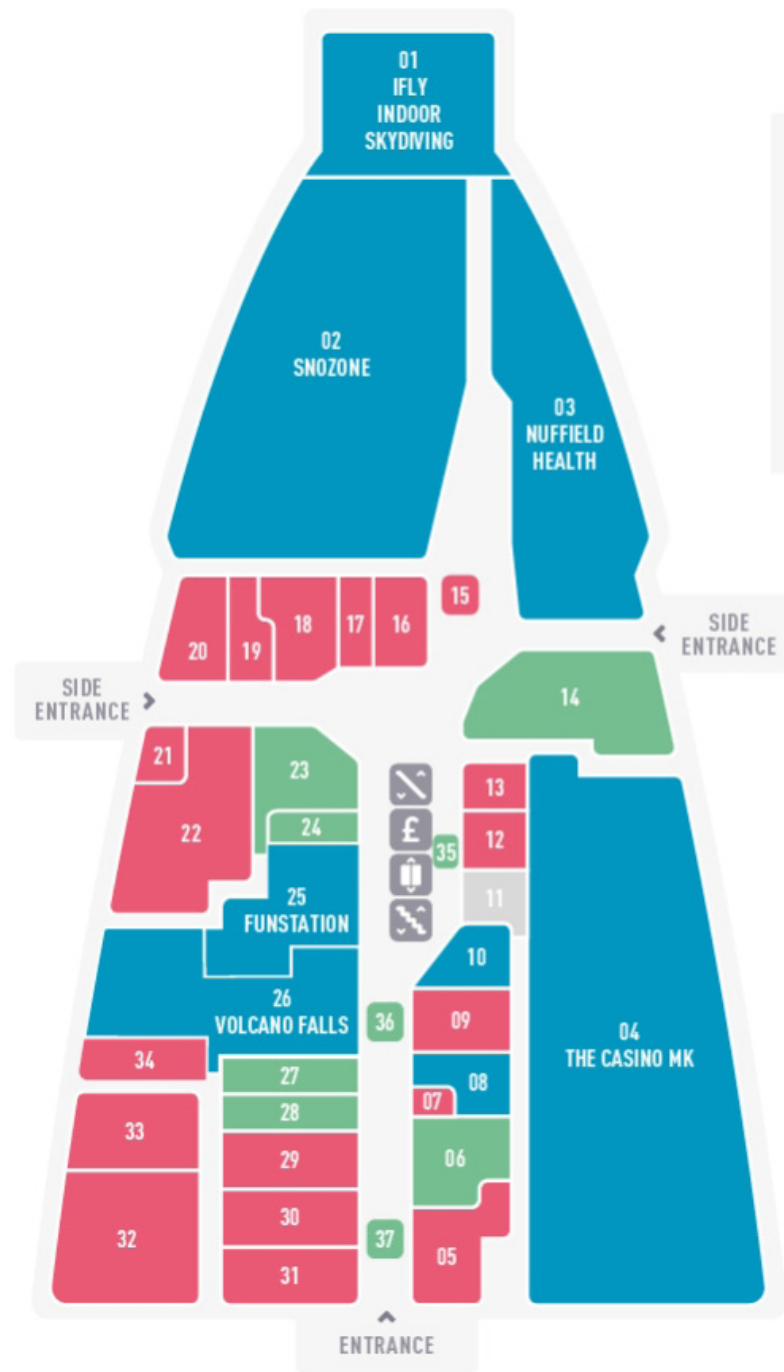 01
IFLY
INDOOR
SKYDIVING
02
SNOZONE
03
NUFFIELD
HEALTH
15
20
19
18
17
16
SIDE
ENTRANCE
SIDE
ENTRANCE
14
21
22
23
24
13
12
35
£
11
25
FUNSTATION
10
26
VOLCANO FALLS
36
09
04
THE CASINO MK
34
27
28
08
07
33
29
06
30
32
37
05
31
ENTRANCE